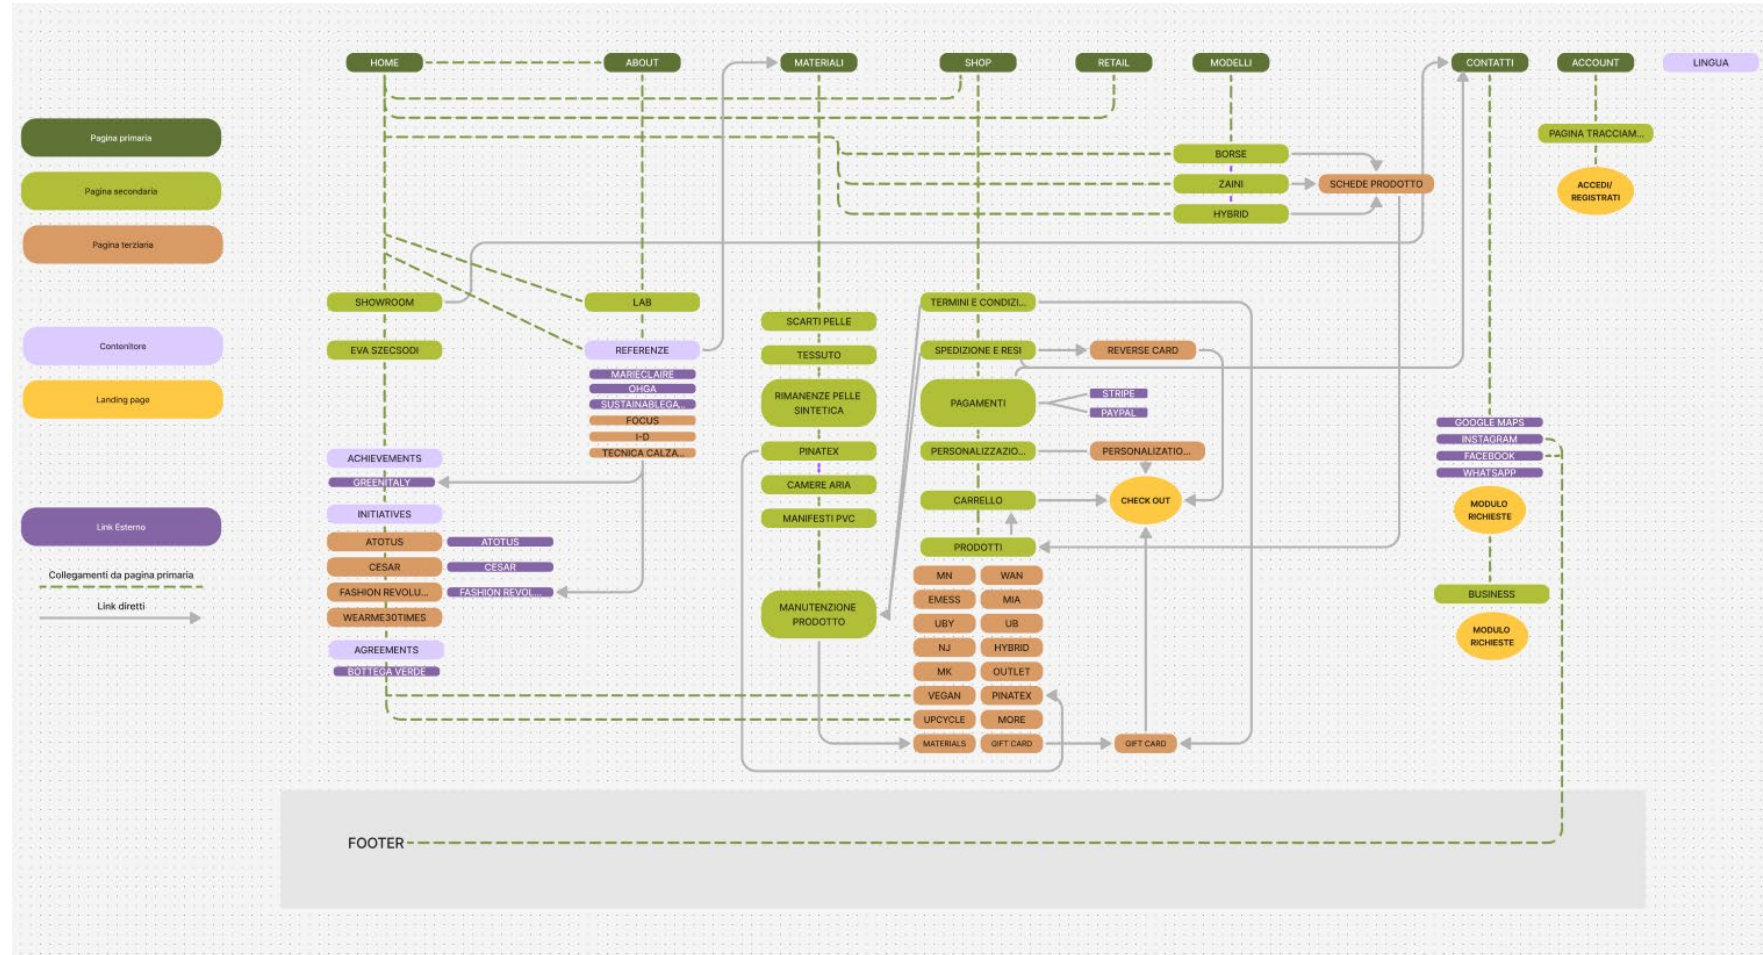 HOME
ABOUT
MATERIALI
SHOP
RETAIL
MODELLI
CONTATTI
ACCOUNT
LINGUA
Pagina primaria
Pagina secondaria
Pagina terziaria
Contenitore
Landing page
Link Esterno
Collegamenti da pagina primaria
Link diretti
SHOWROOM
EVA SZECSODI
ACHIEVEMENTS
GREENITALY
INITIATIVES
ATOTUS
ATOTUS
CESAR
CESAR
FASHION REVOLU...
FASHION REVOL...
WEARME30TIMES
AGREEMENTS
BOTTEGA VERDE
LAB
REFERENZE
MARIECLAIRE
OHGA
SUSTAINABLEGA...
FOCUS
I-D
TECNICA CALZA...
SCARTI PELLE
TESSUTO
RIMANENZE PELLE
SINTETICA
PINATEX
CAMERE ARIA
MANIFESTI PVC
MANUTENZIONE
PRODOTTO
TERMINI E CONDIZI...
SPEDIZIONE E RESI
REVERSE CARD
PAGAMENTI
STRIPE
PAYPAL
PERSONALIZZAZIO...
PERSONALIZATIO...
CARRELLO
CHECK OUT
PRODOTTI
MN
WAN
EMESS
MIA
UBY
UB
NJ
HYBRID
MK
OUTLET
VEGAN
PINATEX
UPCYCLE
MORE
MATERIALS
GIFT CARD
GIFT CARD
BORSE
ZAINI
HYBRID
SCHEDE PRODOTTO
GOOGLE MAPS
INSTAGRAM
FACEBOOK
WHATSAPP
MODULO
RICHIESTE
BUSINESS
MODULO
RICHIESTE
PAGINA TRACCIAM...
ACCEDI/
REGISTRATI
FOOTER